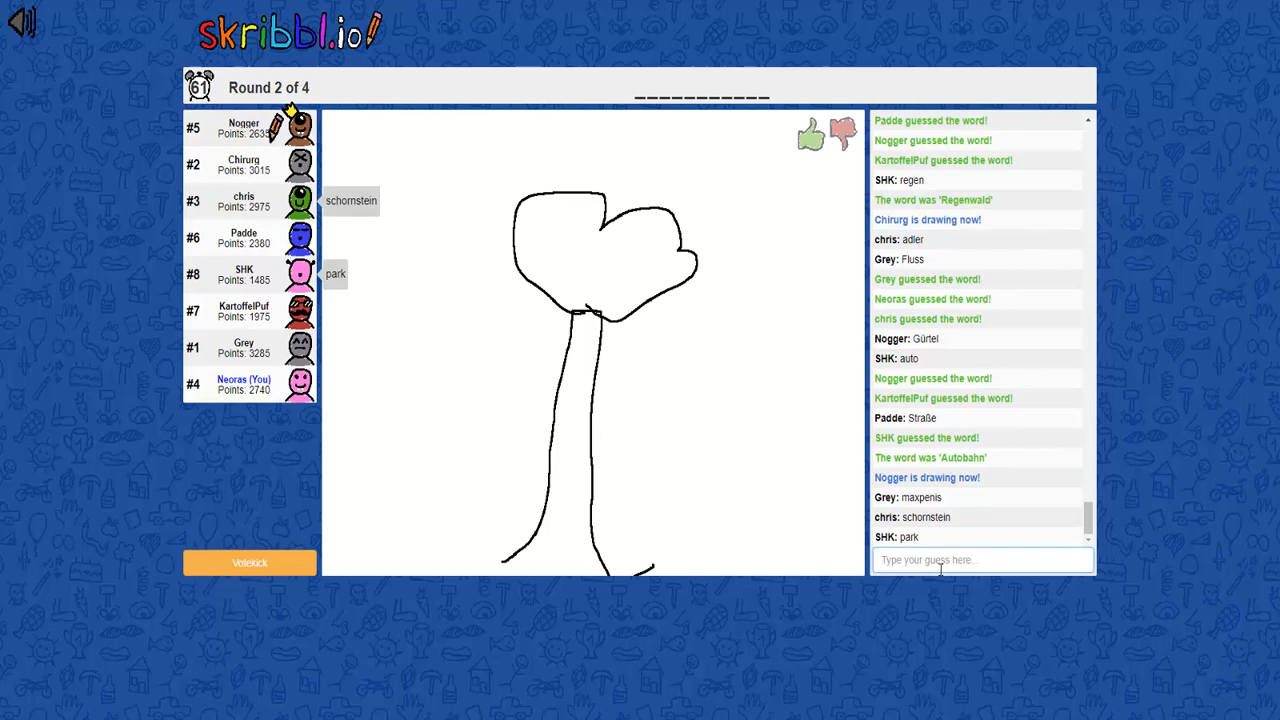 skribbl.io
61
Round 2 of 4
___________
#5
Nogger
Points: 2635
#2
Chirurg
Points: 3015
#3
chris
Points: 2975
schornstein
#6
Padde
Points: 2380
#8
SHK
Points: 1485
park
#7
KartoffelPuf
Points: 1975
#1
Grey
Points: 3285
#4
Neoras (You)
Points: 2740
Votekick
Padde guessed the word!
Nogger guessed the word!
KartoffelPuf guessed the word!
SHK: regen
The word was 'Regenwald'
Chirurg is drawing now!
chris: adler
Grey: Fluss
Grey guessed the word!
Neoras guessed the word!
chris guessed the word!
Nogger: Gürtel
SHK: auto
Nogger guessed the word!
KartoffelPuf guessed the word!
Padde: Straße
SHK guessed the word!
The word was 'Autobahn'
Nogger is drawing now!
Grey: maxpenis
chris: schornstein
SHK: park
Type your guess here...